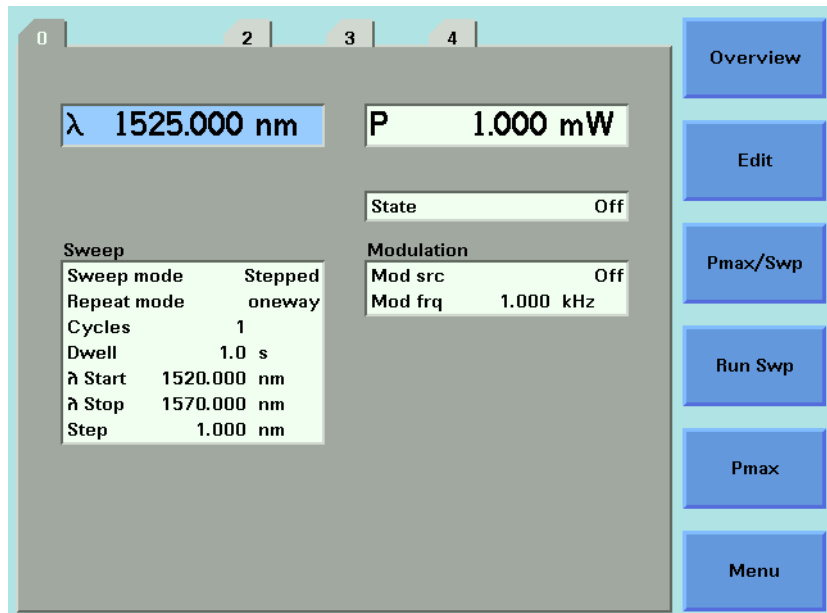 0 2 3 4
λ 1525.000 nm
P 1.000 mW
State Off
Sweep
Sweep mode Stepped
Repeat mode oneway
Cycles 1
Dwell 1.0 s
λ Start 1520.000 nm
λ Stop 1570.000 nm
Step 1.000 nm
Modulation
Mod src Off
Mod frq 1.000 kHz
Overview
Edit
Pmax/Swp
Run Swp
Pmax
Menu